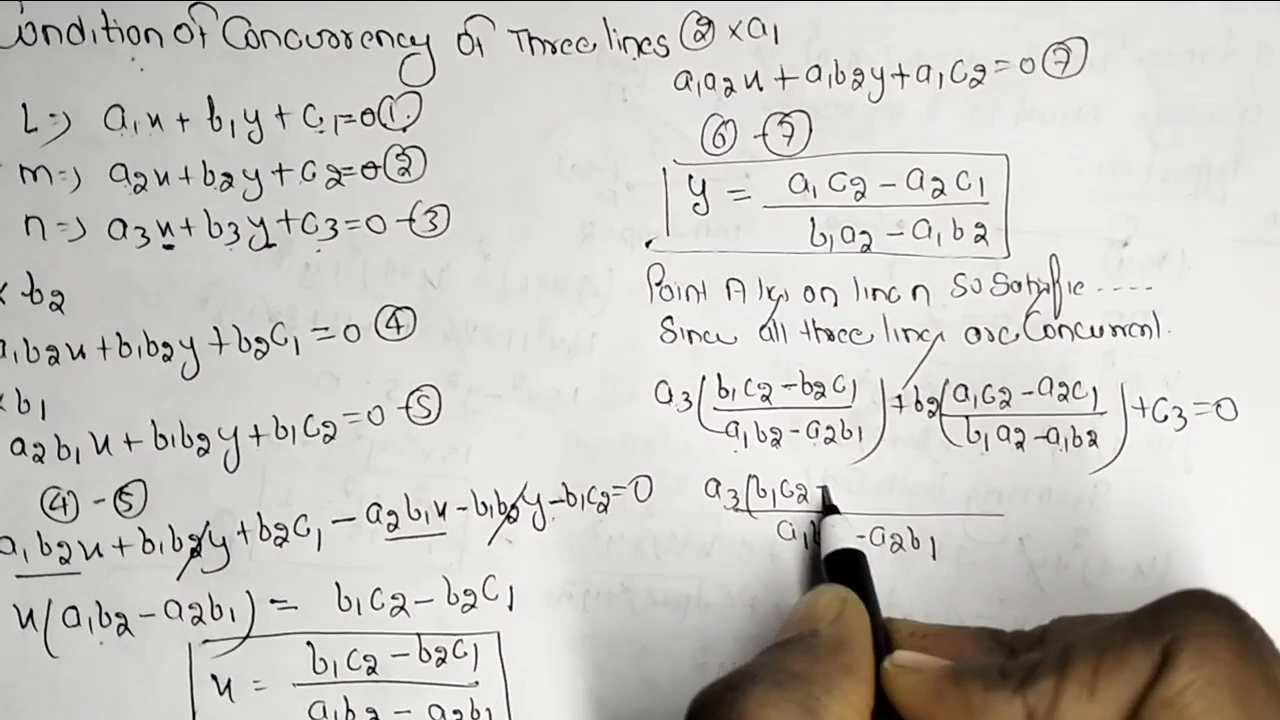 Condition Of Concurrency Of Three lines
L => a₁x + b₁y + c₁=0 ①
m=> a₂x+b₂y+c₂=0 ②
n=> a₃x+b₃y+c₃=0 -③
× b₂
a₁b₂x+b₁b₂y+b₂c₁=0 ④
× b₁
a₂b₁x+b₁b₂y+b₁c₂=0-⑤
④ - ⑤
a₁b₂x+b₁b₂y+b₂c₁-a₂b₁x-b₁b₂y-b₁c₂=0
x(a₁b₂-a₂b₁) = b₁c₂-b₂c₁
x = b₁c₂-b₂c₁
a₁b₂-a₂b₁
② ×a₁
a₁a₂x+a₁b₂y+a₁c₂=0 ⑦
⑥ -⑦
y = a₁c₂-a₂c₁
b₁a₂-a₁b₂
Point A lys on line n So Satisfie ----
Since all three lines are Concurrent.
a₃(b₁c₂-b₂c₁/a₁b₂-a₂b₁)+b₂(a₁c₂-a₂c₁/b₁a₂-a₁b₂)+c₃=0
a₃(b₁c₂-
a₁b -a₂b₁